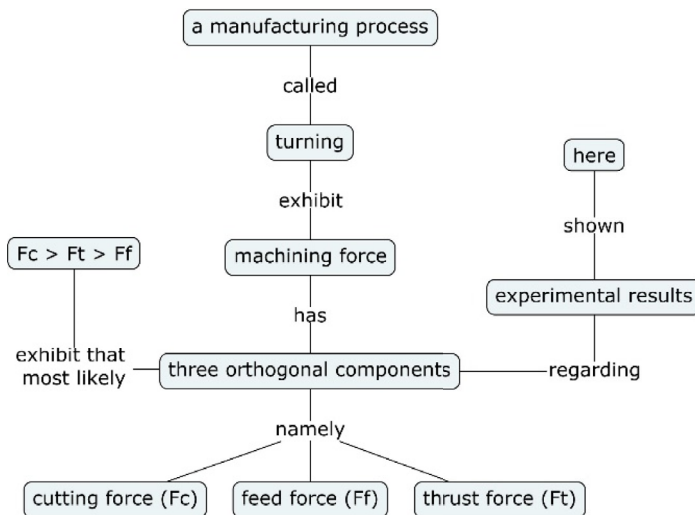 a manufacturing process
called
turning
here
exhibit
shown
Fc > Ft > Ff
machining force
experimental results
has
exhibit that
most likely
three orthogonal components
regarding
namely
cutting force (Fc)
feed force (Ff)
thrust force (Ft)